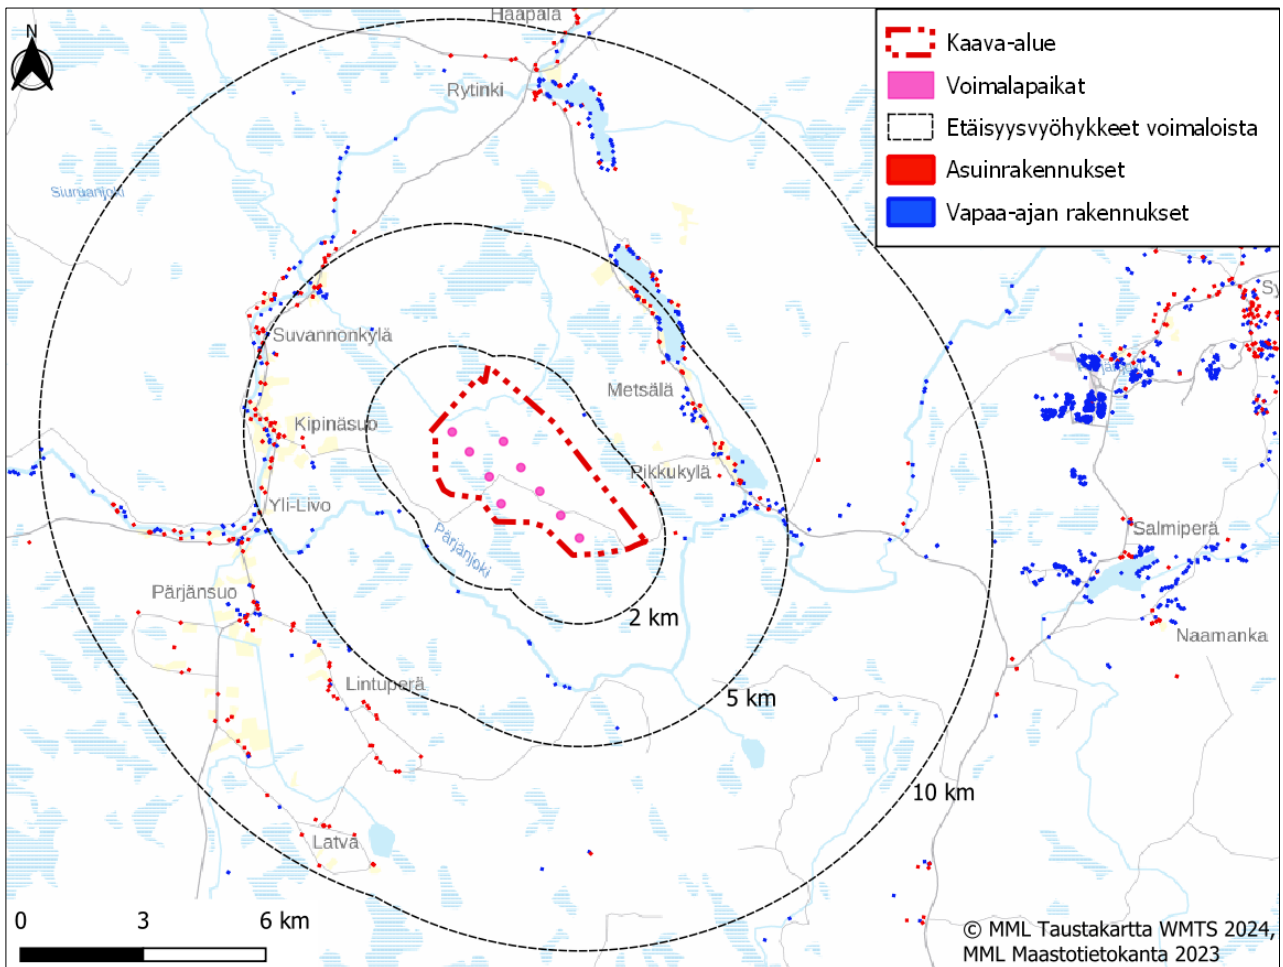 Haapala
N
Kaava-alue
Voimalapaikat
Etäisyysvyöhykkeet voimaloista
Asuinrakennukset
Vapaa-ajan rakennukset
Rytinki
Siuruanjoki
Sy
Suvannonkylä
Metsälä
Kipinäsuo
Pikkukylä
Yli-Livo
Pärjänjoki
Salmiperä
Pärjänsuo
2 km
Naamanka
Lintuperä
5 km
10 km
Latva
0 3 6 km
© MML Taustakartta WMTS 2024,
MML Maastotietokanta 2023